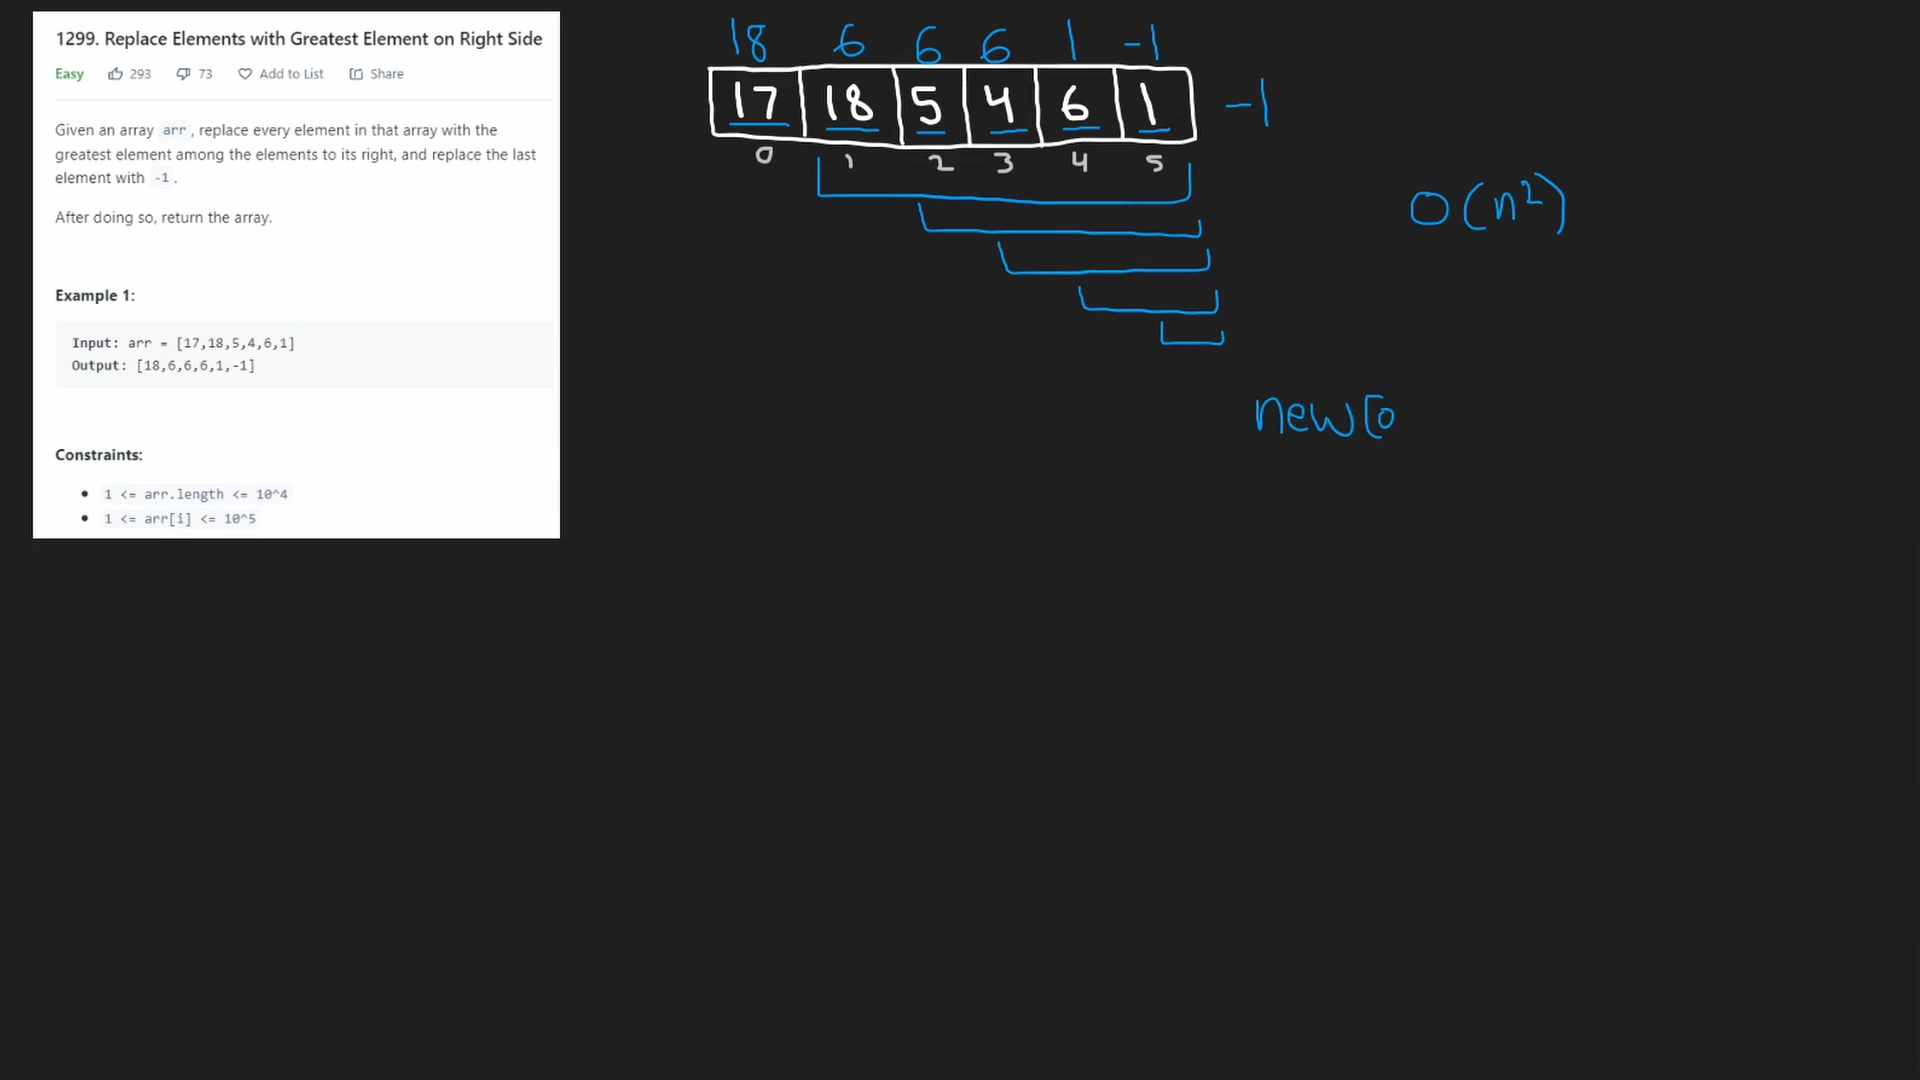 1299. Replace Elements with Greatest Element on Right Side
Easy 293 73 Add to List Share
Given an array arr, replace every element in that array with the
greatest element among the elements to its right, and replace the last
element with -1.
After doing so, return the array.
Example 1:
Input: arr = [17,18,5,4,6,1]
Output: [18,6,6,6,1,-1]
Constraints:
• 1 <= arr.length <= 10^4
• 1 <= arr[i] <= 10^5
18 6 6 6 1 -1
17 18 5 4 6 1 -1
0 1 2 3 4 5
O(n²)
new[0